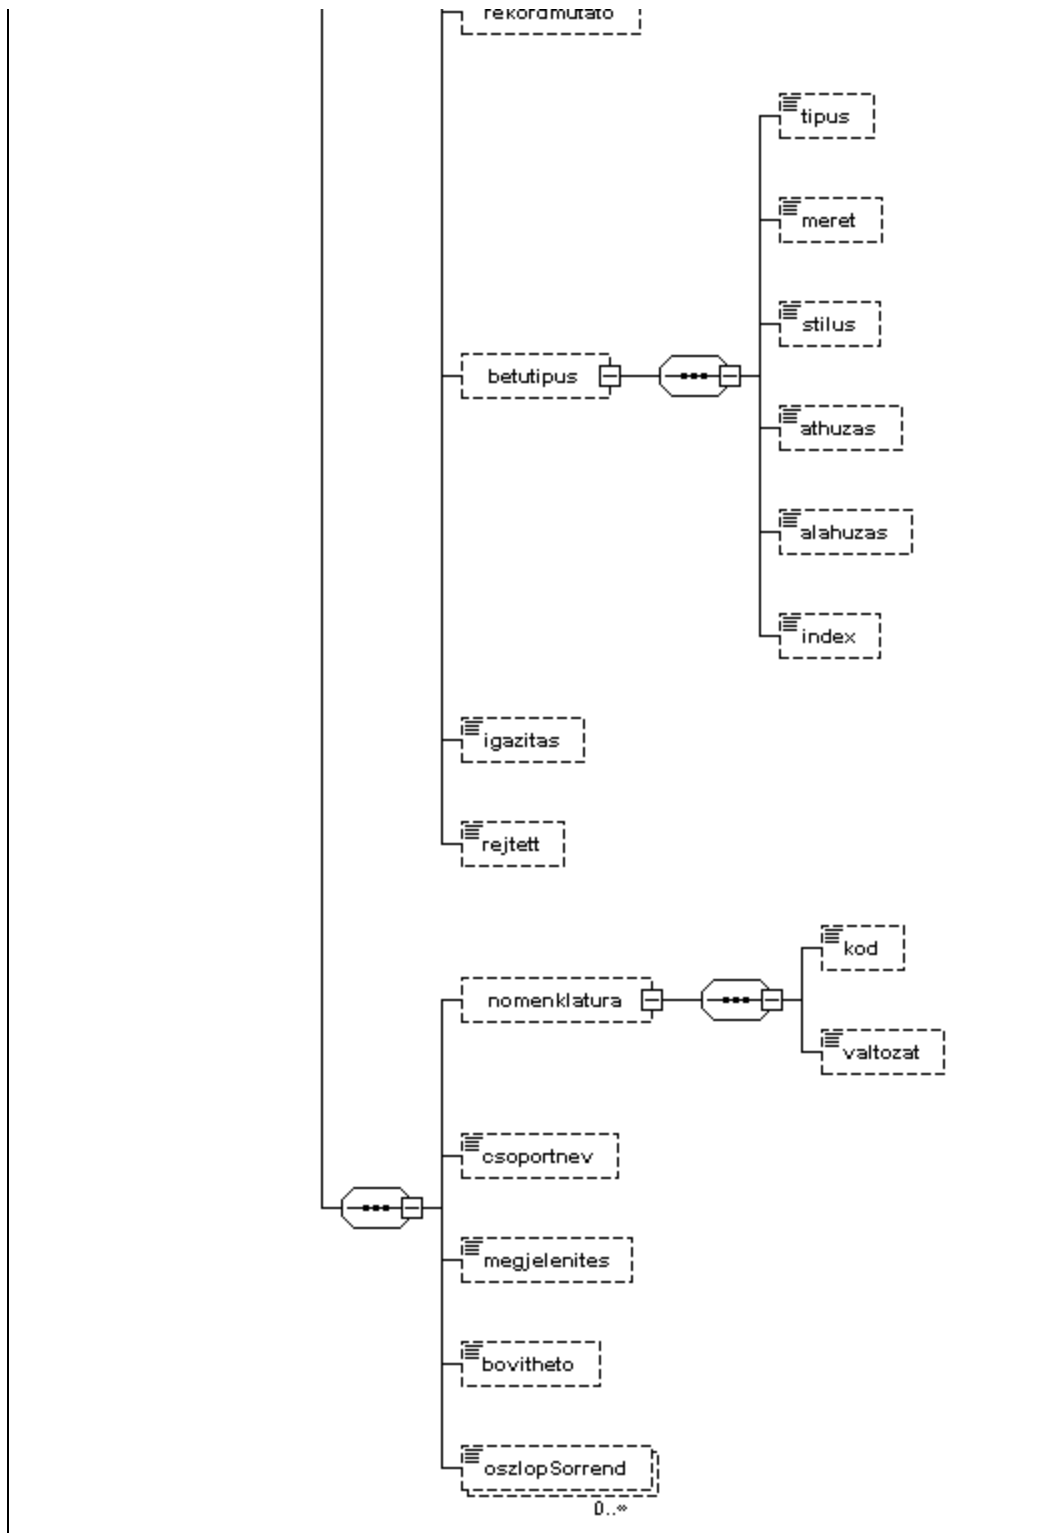 rekordmutato
tipus
meret
stilus
betutipus
athuzas
alahuzas
index
igazitas
rejtett
kod
nomenklatura
valtozat
csoportnev
megjelenites
bovitheto
oszlopSorrend
0..∞